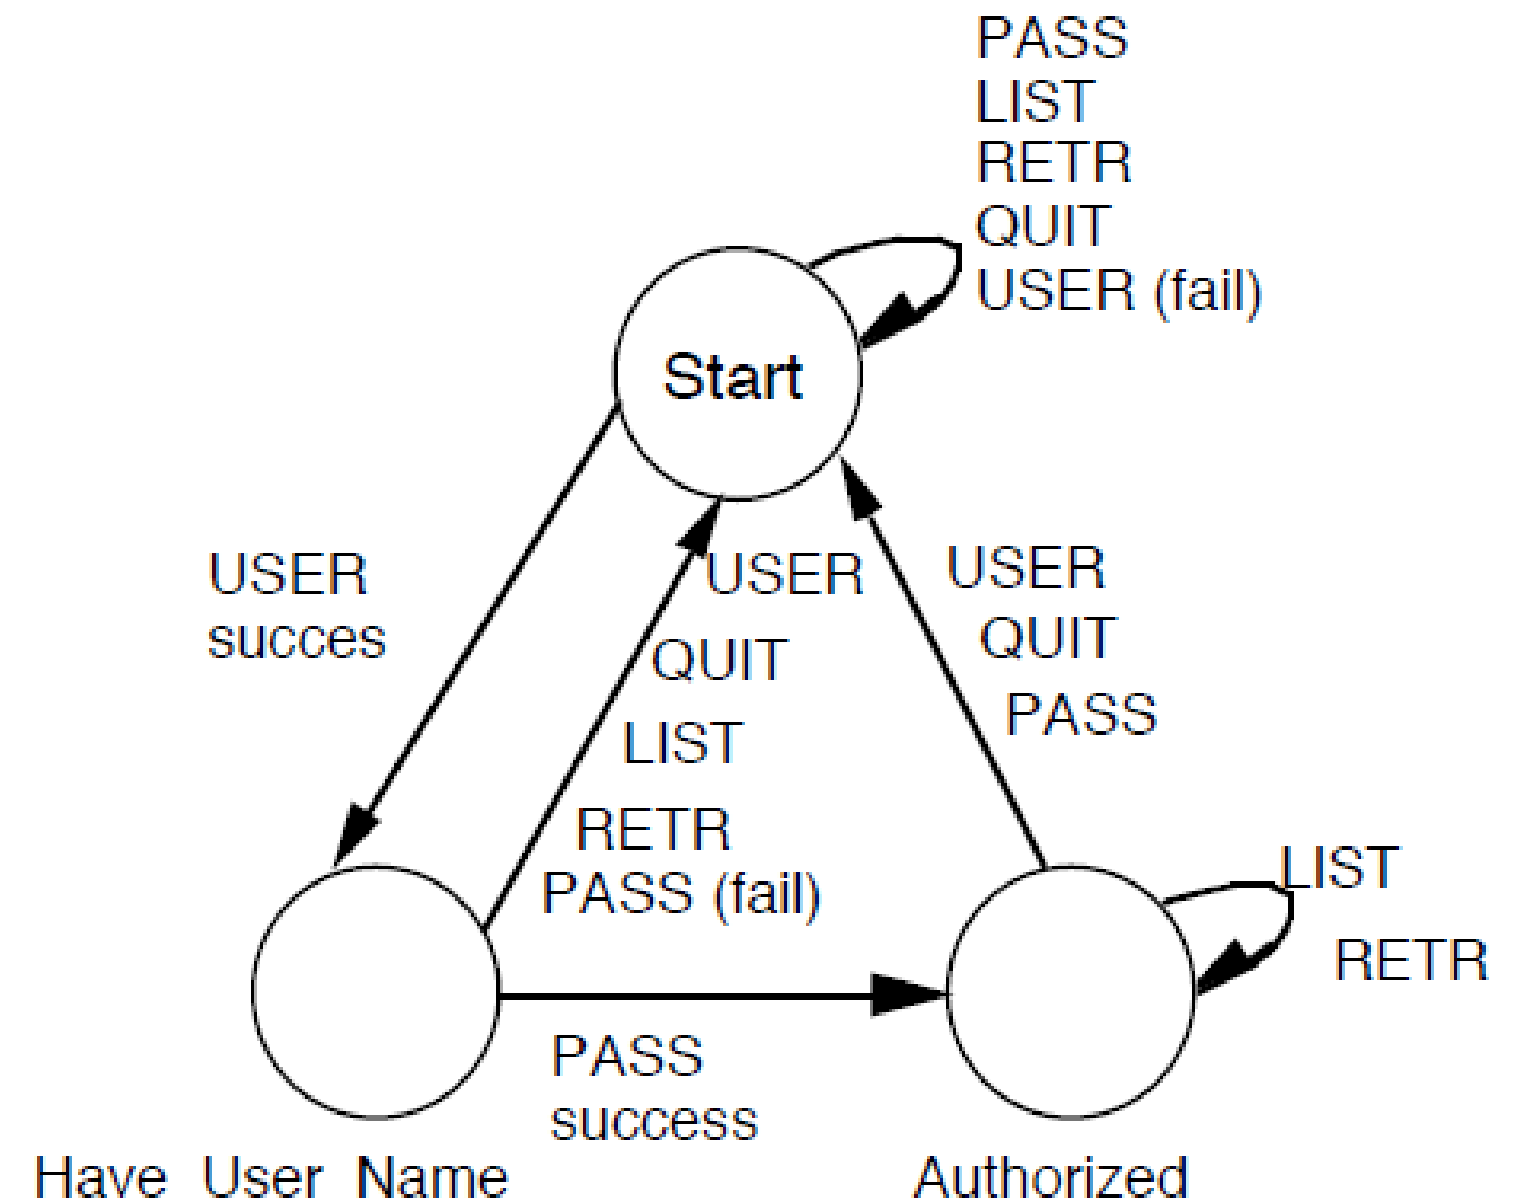 PASS
LIST
RETR
QUIT
USER (fail)
Start
USER
succes
USER
QUIT
LIST
RETR
PASS (fail)
USER
QUIT
PASS
LIST
RETR
PASS
success
Have User Name
Authorized